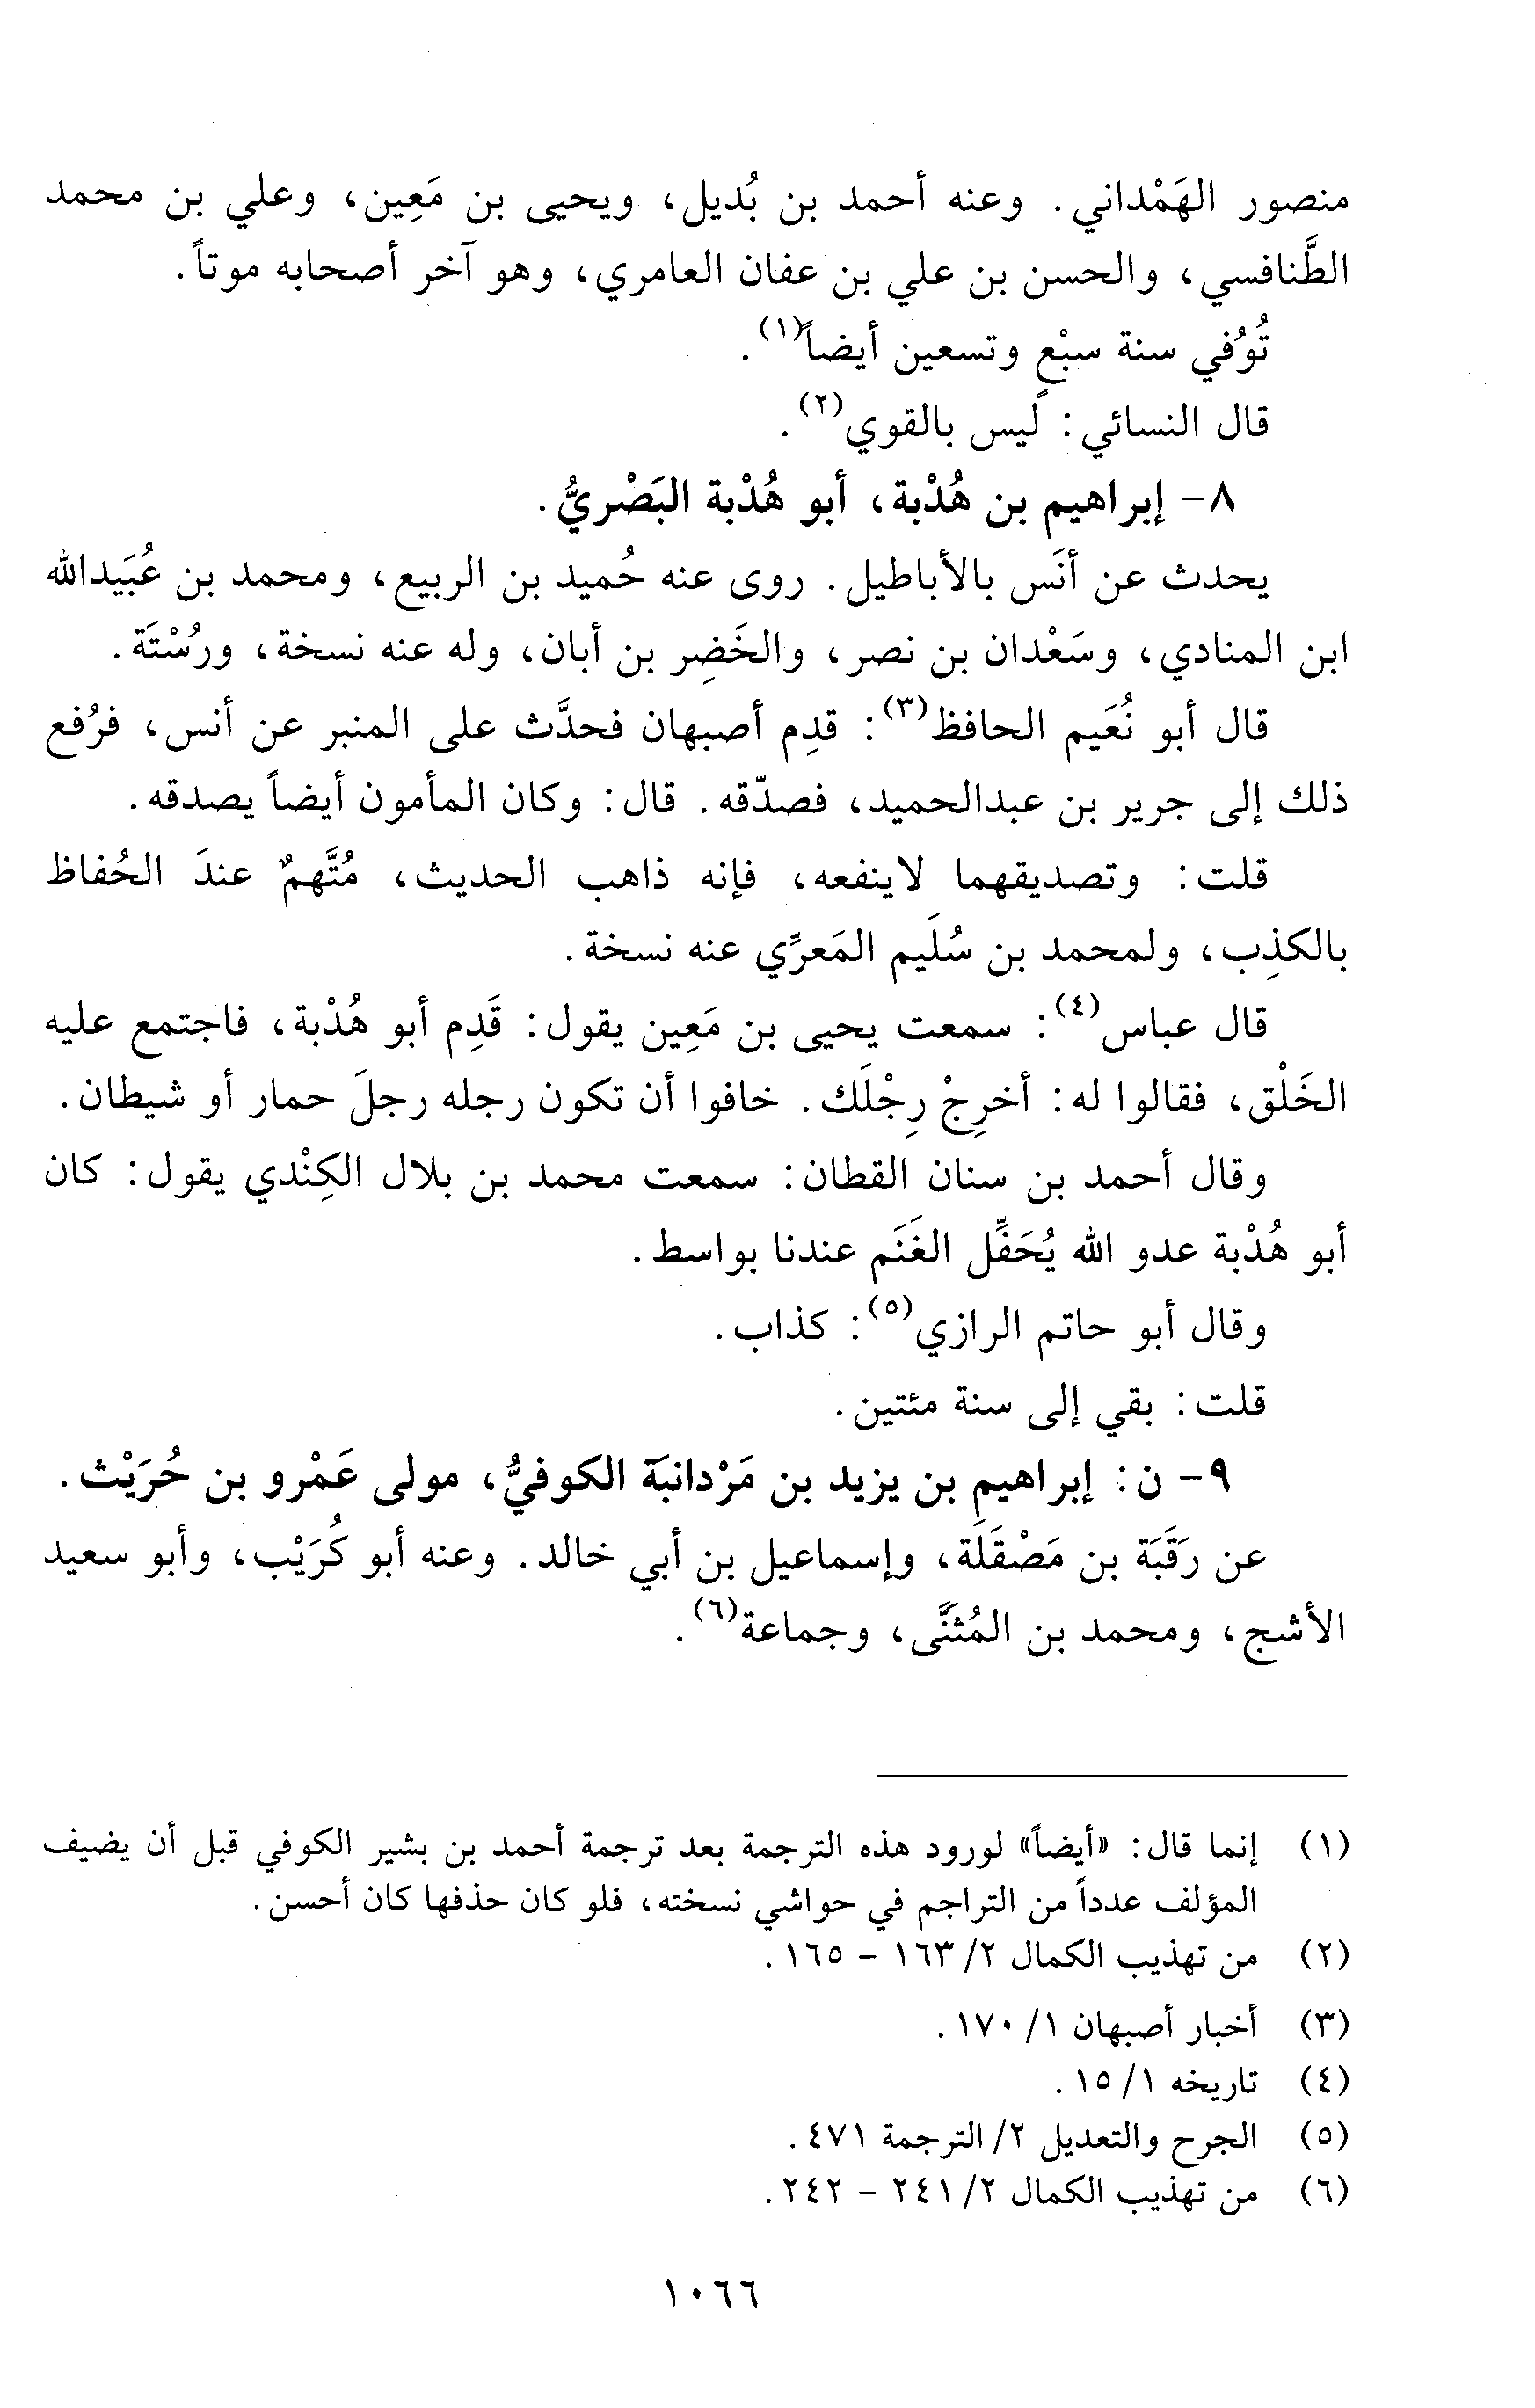 منصور الهَمْداني. وعنه أحمد بن بُديل، ويحيى بن مَعِين، وعلي بن محمد
الطَّنافسي، والحسن بن علي بن عفان العامري، وهو آخر أصحابه موتاً.
تُوُفي سنة سبْعٍ وتسعين أيضاً(١).
قال النسائي: ليس بالقوي(٢).
٨- إبراهيم بن هُدْبة، أبو هُدْبة البَصْريُّ.
يحدث عن أنَس بالأباطيل. روى عنه حُميد بن الربيع، ومحمد بن عُبَيدالله
ابن المنادي، وسَعْدان بن نصر، والخَضِر بن أبان، وله عنه نسخة، ورُسْتَة.
قال أبو نُعَيم الحافظ(٣): قدِم أصبهان فحدَّث على المنبر عن أنس، فرُفع
ذلك إلى جرير بن عبدالحميد، فصدّقه. قال: وكان المأمون أيضاً يصدقه.
قلت: وتصديقهما لاينفعه، فإنه ذاهب الحديث، مُتَّهمٌ عندَ الحُفاظ
بالكذِب، ولمحمد بن سُلَيم المَعرِّي عنه نسخة.
قال عباس(٤): سمعت يحيى بن مَعِين يقول: قَدِم أبو هُدْبة، فاجتمع عليه
الخَلْق، فقالوا له: أخرِجْ رِجْلَك. خافوا أن تكون رجله رجلَ حمار أو شيطان.
وقال أحمد بن سنان القطان: سمعت محمد بن بلال الكِنْدي يقول: كان
أبو هُدْبة عدو الله يُحَفِّل الغَنَم عندنا بواسط.
وقال أبو حاتم الرازي(٥): كذاب.
قلت: بقي إلى سنة مئتين.
٩- ن: إبراهيم بن يزيد بن مَرْدانبَة الكوفيُّ، مولى عَمْرو بن حُرَيْث.
عن رَقَبَة بن مَصْقَلَة، وإسماعيل بن أبي خالد. وعنه أبو كُرَيْب، وأبو سعيد
الأشج، ومحمد بن المُثنَّى، وجماعة(٦).
(١) إنما قال: «أيضاً» لورود هذه الترجمة بعد ترجمة أحمد بن بشير الكوفي قبل أن يضيف
المؤلف عدداً من التراجم في حواشي نسخته، فلو كان حذفها كان أحسن.
(٢) من تهذيب الكمال ٢/ ١٦٣ - ١٦٥.
(٣) أخبار أصبهان ١/ ١٧٠.
(٤) تاريخه ١/ ١٥.
(٥) الجرح والتعديل ٢/ الترجمة ٤٧١.
(٦) من تهذيب الكمال ٢/ ٢٤١ - ٢٤٢.
١٠٦٦